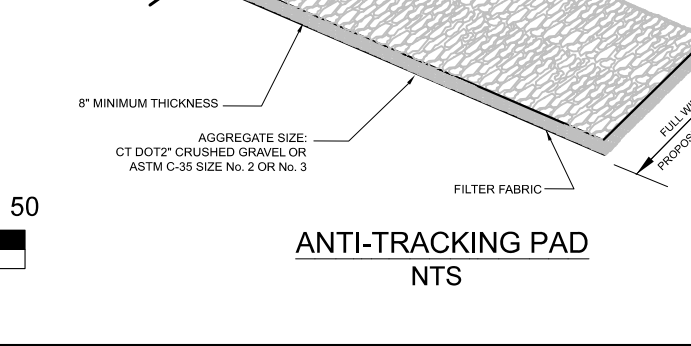 8" MINIMUM THICKNESS
AGGREGATE SIZE:
CT DOT2" CRUSHED GRAVEL OR
ASTM C-35 SIZE No. 2 OR No. 3
FULL
FILTER FABRIC
50
ANTI-TRACKING PAD
NTS